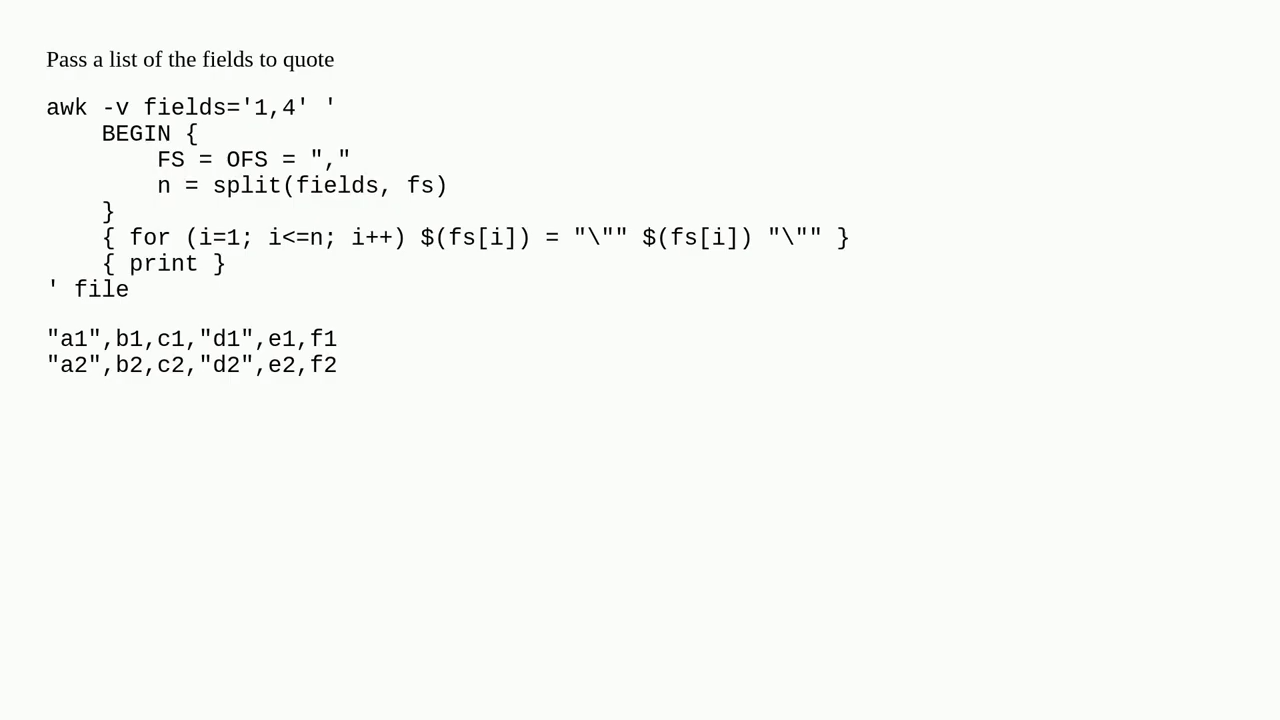 Pass a list of the fields to quote
awk -v fields='1,4' '
    BEGIN {
        FS = OFS = ","
        n = split(fields, fs)
    }
    { for (i=1; i<=n; i++) $(fs[i]) = "\"" $(fs[i]) "\"" }
    { print }
' file
"a1",b1,c1,"d1",e1,f1
"a2",b2,c2,"d2",e2,f2